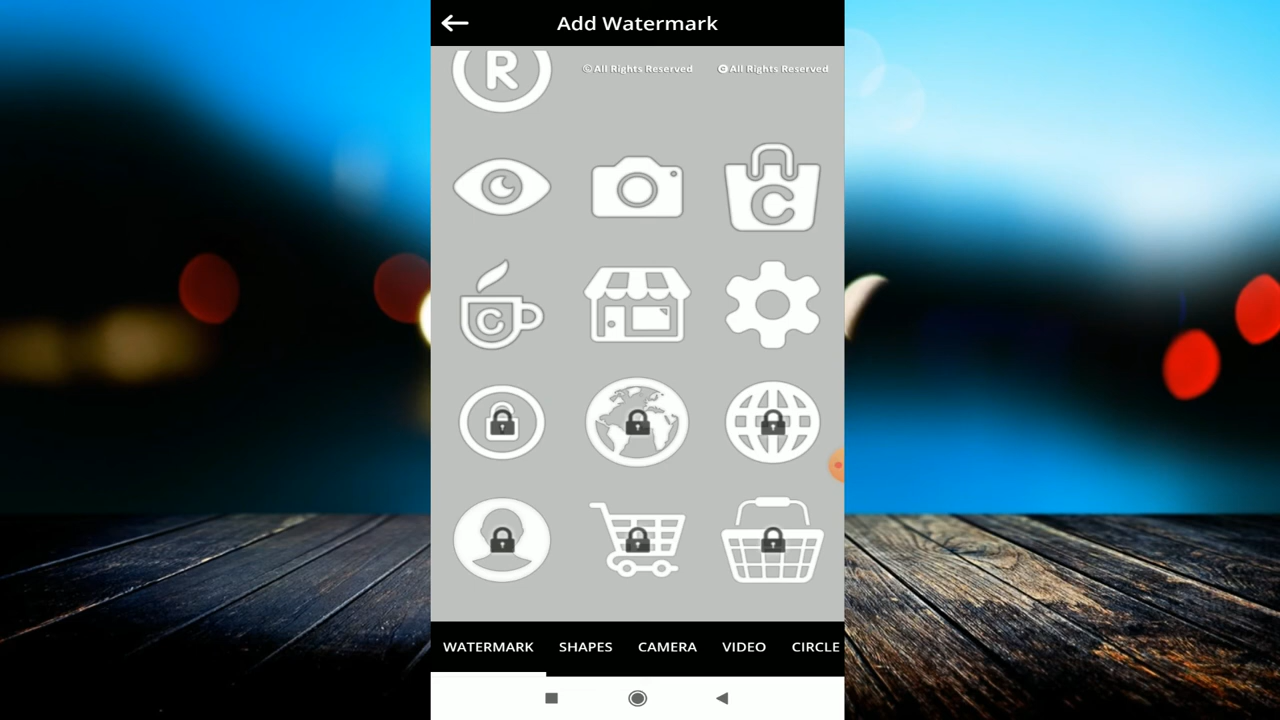 Add Watermark
R
© All Rights Reserved
© All Rights Reserved
C
C
WATERMARK SHAPES CAMERA VIDEO CIRCLE